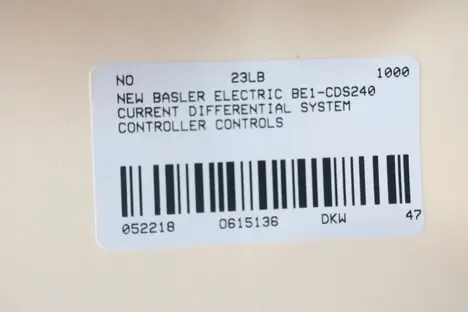 NO 23LB 1000
NEW BASLER ELECTRIC BE1-CDS240
CURRENT DIFFERENTIAL SYSTEM
CONTROLLER CONTROLS
052218 0615136 DKW 47